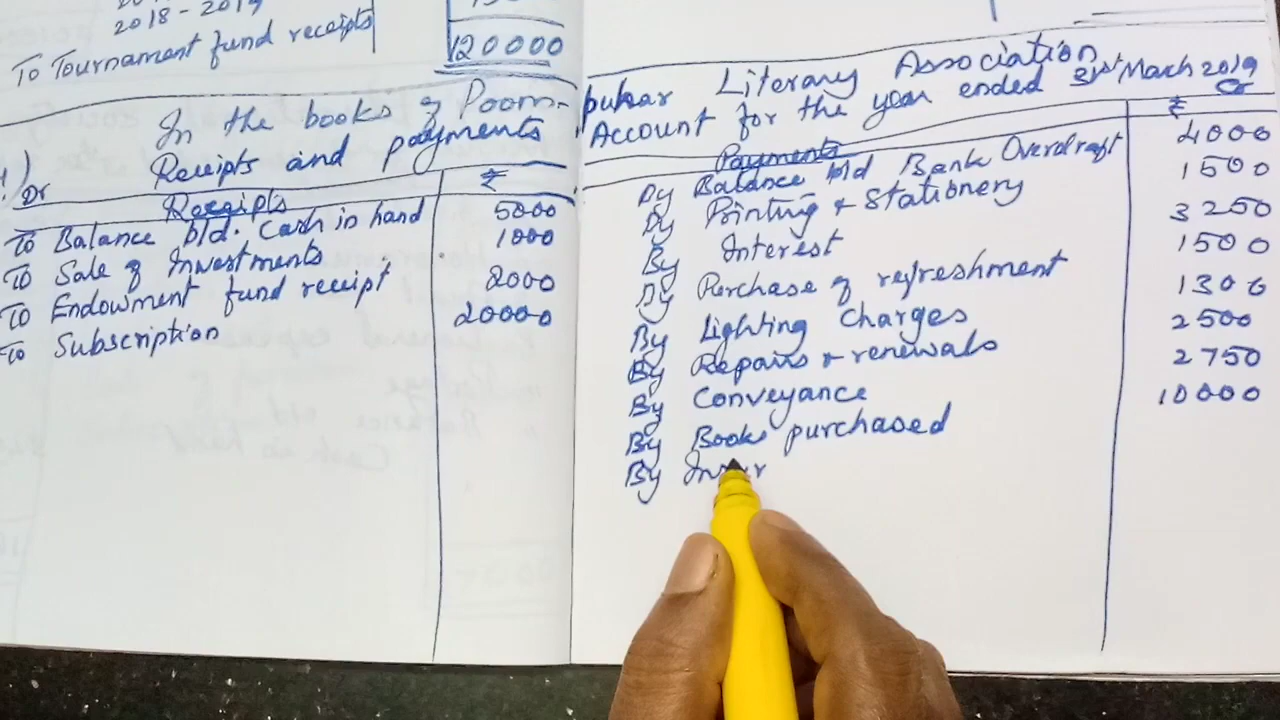 2018-2019
To Tournament fund receipts
120000
In the books of Poom-
Receipts and payments
Dr
Receipts
₹
To Balance b/d. Cash in hand 5000
To Sale of Investments 1000
To Endowment fund receipt 2000
To Subscription 20000
puhar Literary Association
Account for the year ended 31st March 2019
Cr
Payments
₹
By Balance b/d Bank Overdraft 4000
By Printing & Stationery 1500
By Interest 3250
By Purchase of refreshment 1500
By Lighting Charges 1300
By Repairs & renewals 2500
By Conveyance 2750
By Books purchased 10000
By Insur